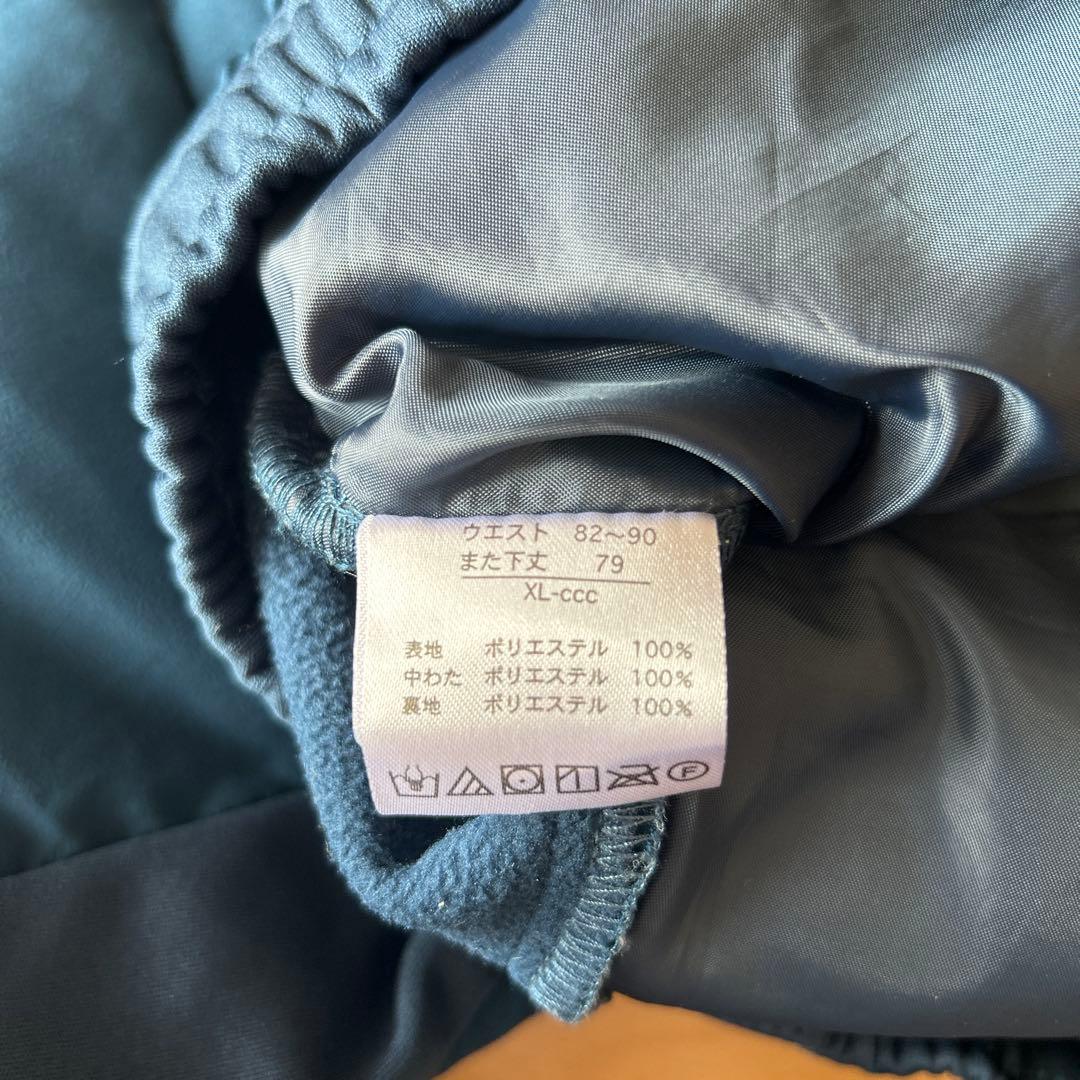 ウエスト 82～90
また下丈 79
XL-ccc
表地 ポリエステル 100%
中わた ポリエステル 100%
裏地 ポリエステル 100%
F